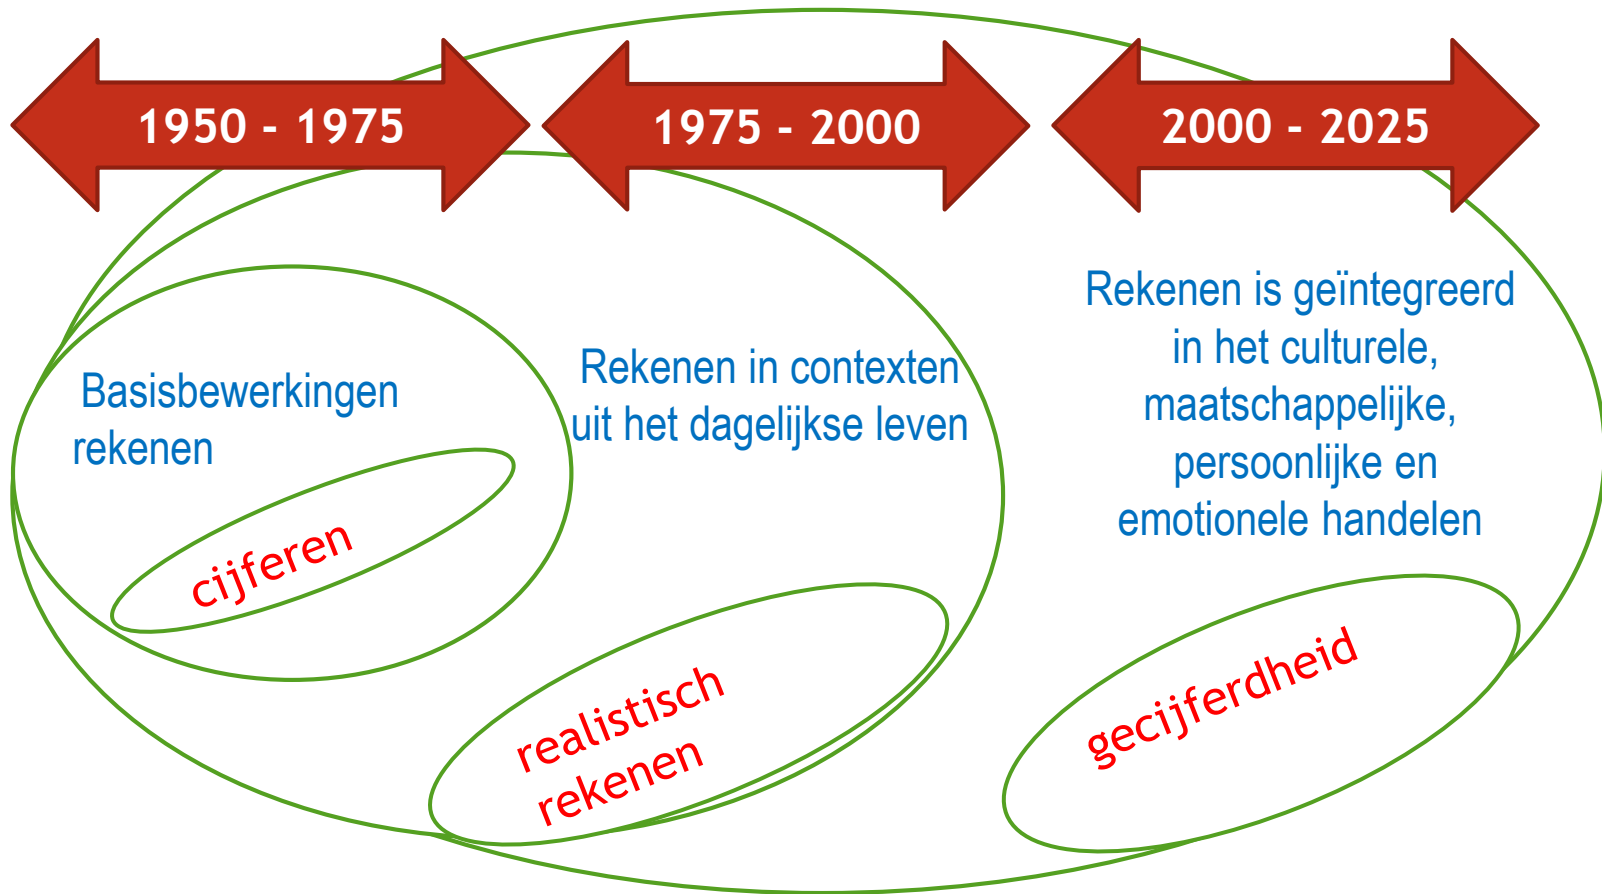 1950 - 1975
1975 - 2000
2000 - 2025
Basisbewerkingen
rekenen
cijferen
Rekenen in contexten
uit het dagelijkse leven
realistisch
rekenen
Rekenen is geïntegreerd
in het culturele,
maatschappelijke,
persoonlijke en
emotionele handelen
gecijferdheid